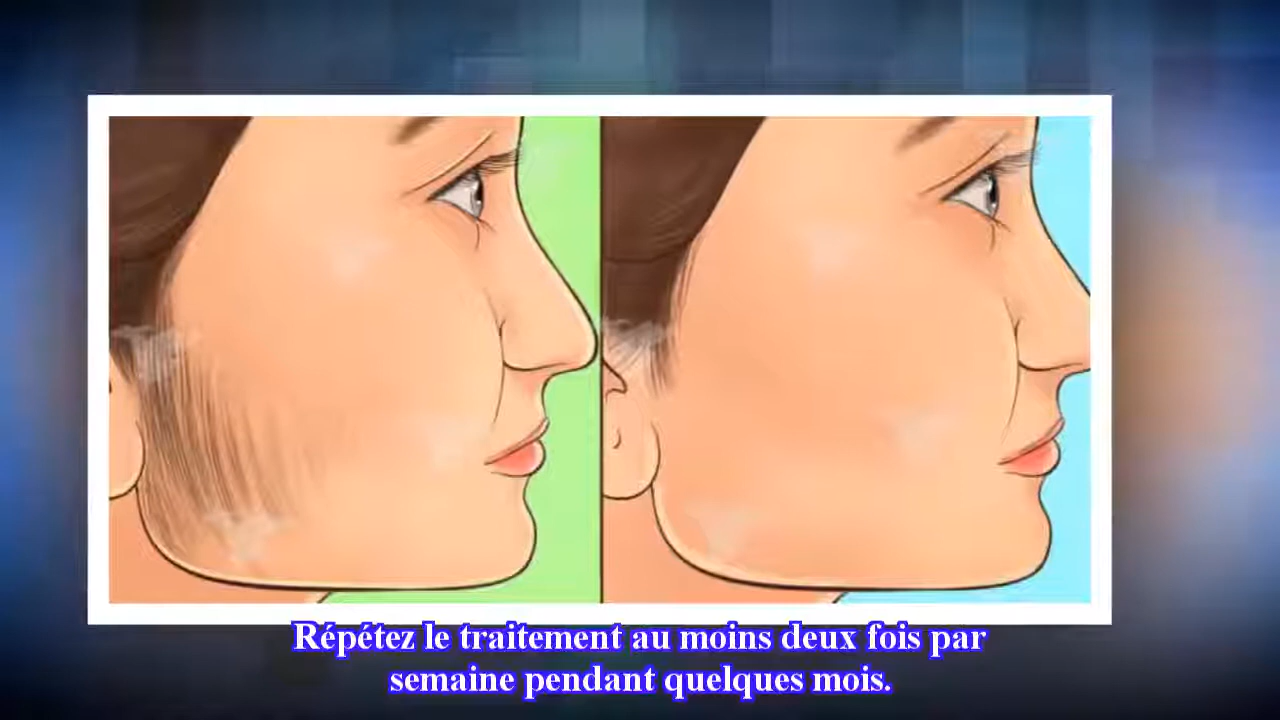 Répétez le traitement au moins deux fois par
semaine pendant quelques mois.